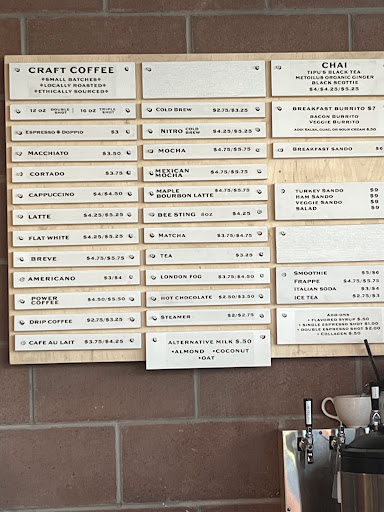 CRAFT COFFEE
*SMALL BATCHES*
*LOCALLY ROASTED*
*ETHICALLY SOURCED*
12 OZ DOUBLE SHOT | 16 OZ TRIPLE SHOT
ESPRESSO & DOPPIO $3
MACCHIATO $3.50
CORTADO $3.75
CAPPUCCINO $4/$4.50
LATTE $4.25/$5.25
FLAT WHITE $4.25/$5.25
BREVE $4.75/$5.75
AMERICANO $3/$4
POWER COFFEE $4.50/$5.50
DRIP COFFEE $2.75/$3.25
CAFE AU LAIT $3.75/$4.25
COLD BREW $2.75/$3.25
NITRO COLD BREW $4.25/$5.25
MOCHA $4.75/$5.75
MEXICAN MOCHA $4.75/$5.75
MAPLE BOURBON LATTE $4.75/$5.75
BEE STING 8OZ $4.25
MATCHA $3.75/$4.75
TEA $3.25
LONDON FOG $3.75/$4.50
HOT CHOCOLATE $2.50/$3.50
STEAMER $2/$2.75
ALTERNATIVE MILK $.50
*ALMOND *COCONUT
*OAT
CHAI
TIPU'S BLACK TEA
METOLIUS ORGANIC GINGER
BLACK SCOTTIE
$4/$4.25/$5.25
BREAKFAST BURRITO $7
BACON BURRITO
VEGGIE BURRITO
ADD: SALSA, GUAC, OR SOUR CREAM $.50
BREAKFAST SANDO $6
TURKEY SANDO $9
HAM SANDO $9
VEGGIE SANDO $9
SALAD $9
SMOOTHIE $5/$6
FRAPPE $4.75/$5.75
ITALIAN SODA $3/$4
ICE TEA $2.75/$3
ADD-ONS
* FLAVORED SYRUP $.50
* SINGLE ESPRESSO SHOT $1.00
* DOUBLE ESPRESSO SHOT $2.00
* COLLAGEN $.50